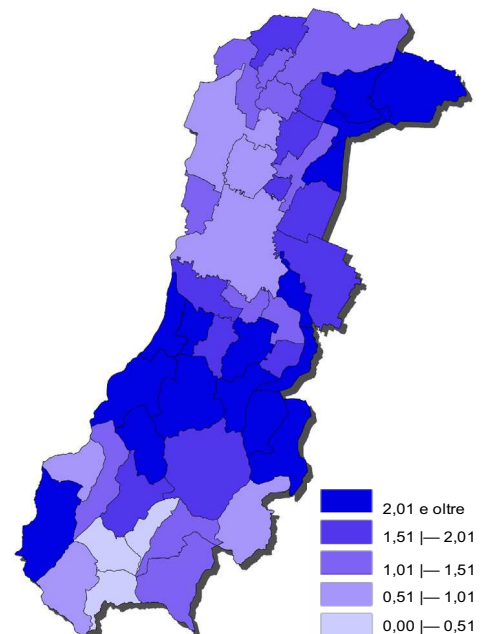 2,01 e oltre
1,51 |— 2,01
1,01 |— 1,51
0,51 |— 1,01
0,00 |— 0,51